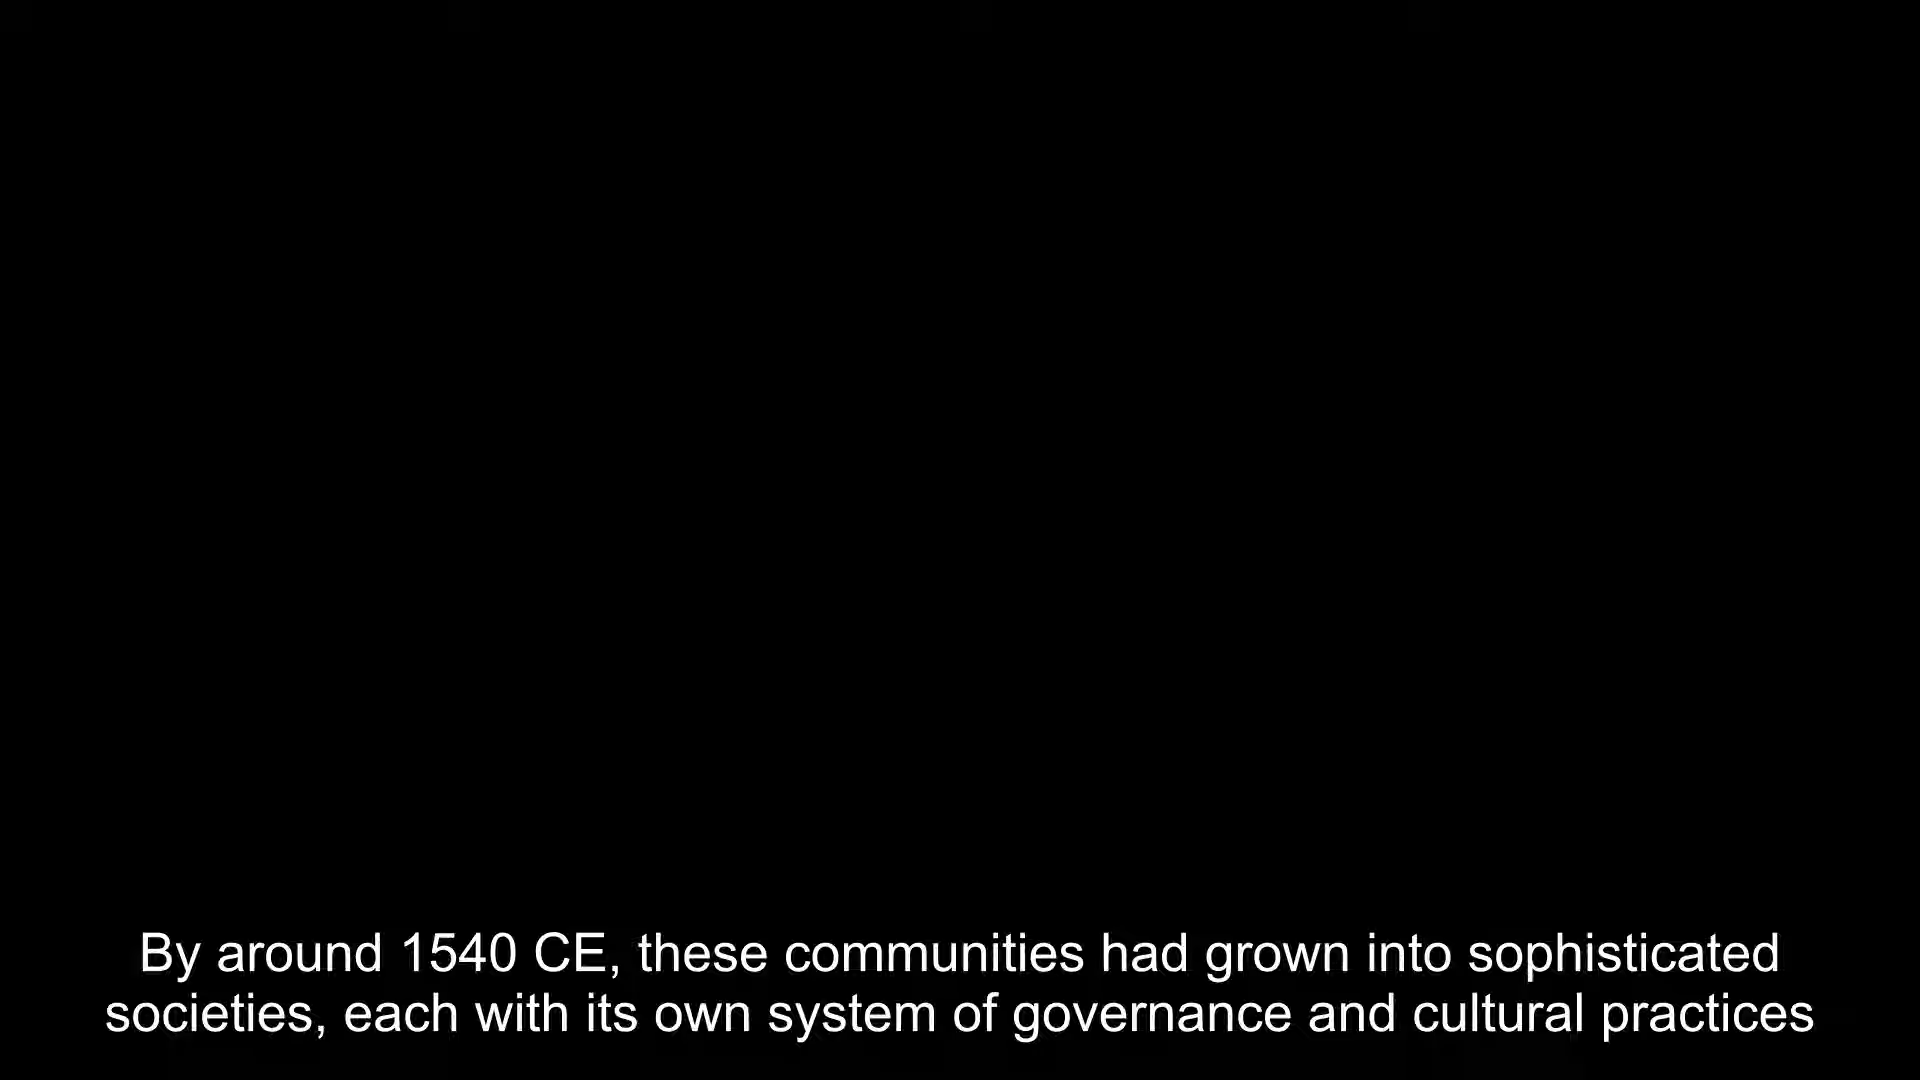 By around 1540 CE, these communities had grown into sophisticated
societies, each with its own system of governance and cultural practices